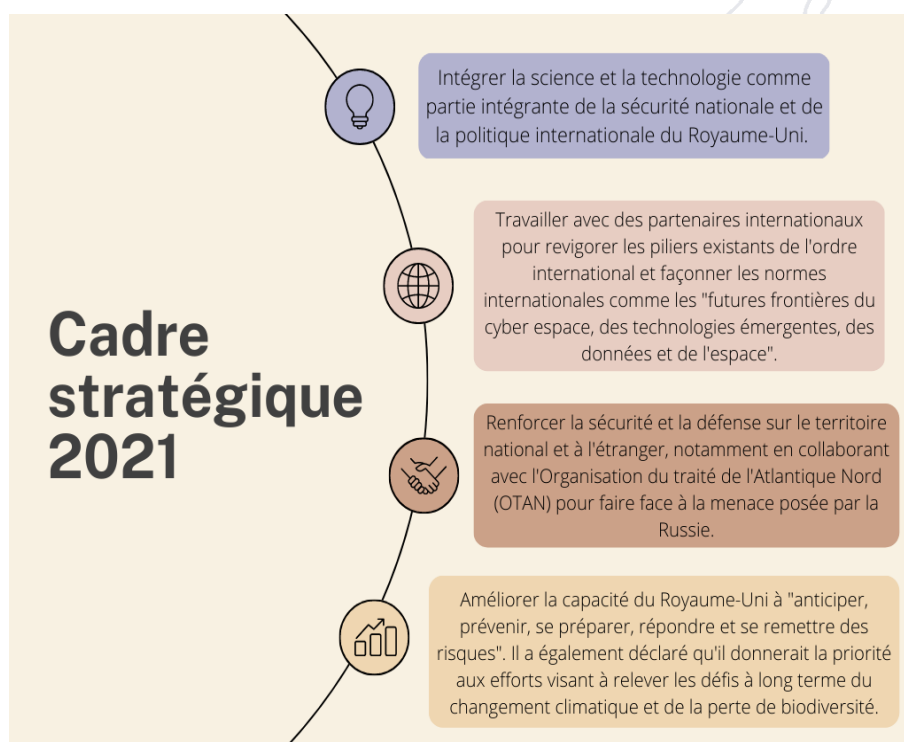 Intégrer la science et la technologie comme
partie intégrante de la sécurité nationale et de
la politique internationale du Royaume-Uni.
Travailler avec des partenaires internationaux
pour revigorer les piliers existants de l'ordre
international et façonner les normes
internationales comme les "futures frontières du
cyber espace, des technologies émergentes, des
données et de l'espace".
Cadre
stratégique
2021
Renforcer la sécurité et la défense sur le territoire
national et à l'étranger, notamment en collaborant
avec l'Organisation du traité de l'Atlantique Nord
(OTAN) pour faire face à la menace posée par la
Russie.
Améliorer la capacité du Royaume-Uni à "anticiper,
prévenir, se préparer, répondre et se remettre des
risques". Il a également déclaré qu'il donnerait la priorité
aux efforts visant à relever les défis à long terme du
changement climatique et de la perte de biodiversité.